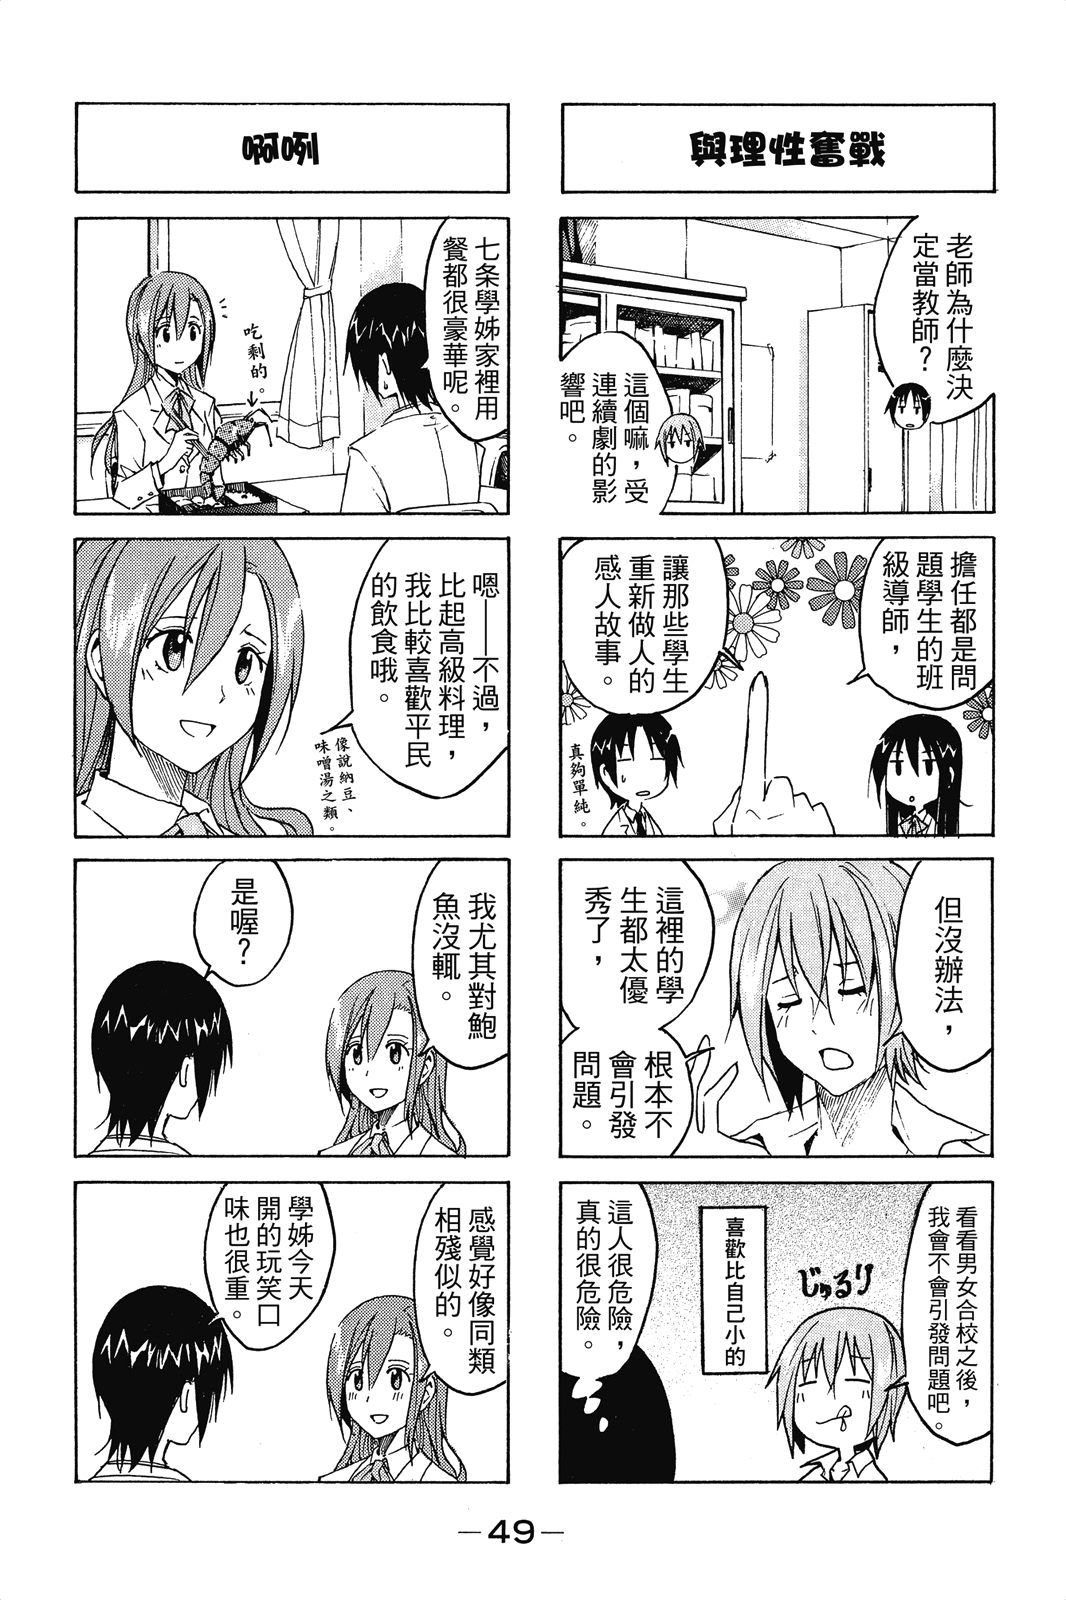 與理性奮戰
老師為什麼決
定當教師？
這個嘛，受
連續劇的影
響吧。
擔任都是問
題學生的班
級導師，
讓那些學生
重新做人的
感人故事。
真夠單純。
但沒辦法，
這裡的學
生都太優
秀了，
根本不
會引發
問題。
看看男女合校之後，
我會不會引發問題吧。
じゅるり
喜歡比自己小的
這人很危險，
真的很危險。
啊咧
七条學姊家裡用
餐都很豪華呢。
吃剩的。
嗯──不過，
比起高級料理，
我比較喜歡平民
的飲食哦。
像說納豆、
味噌湯之類。
我尤其對鮑
魚沒輒。
是喔？
感覺好像同類
相殘似的。
學姊今天
開的玩笑口
味也很重。
—49—